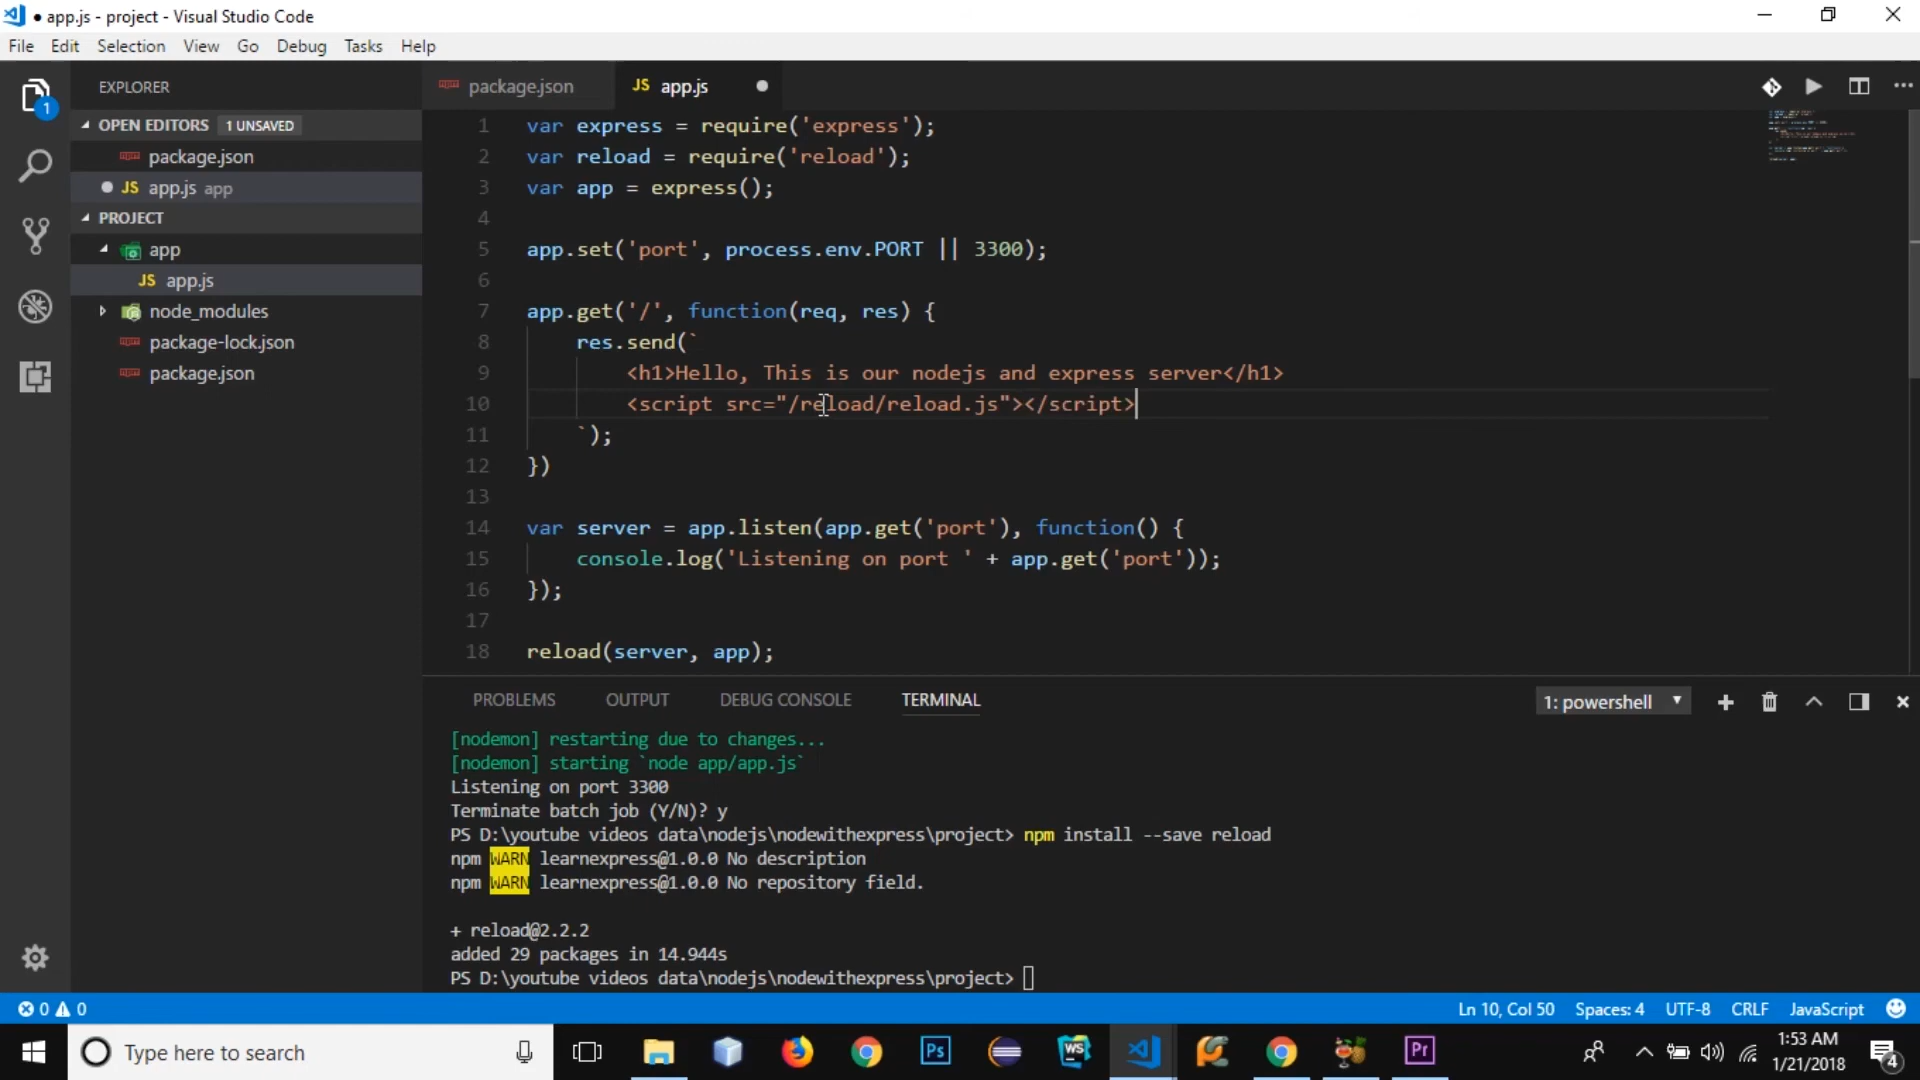 ● app.js - project - Visual Studio Code
File Edit Selection View Go Debug Tasks Help
EXPLORER
OPEN EDITORS 1 UNSAVED
package.json
JS app.js app
PROJECT
app
JS app.js
node_modules
package-lock.json
package.json
1
package.json JS app.js
1 var express = require('express');
2 var reload = require('reload');
3 var app = express();
4
5 app.set('port', process.env.PORT || 3300);
6
7 app.get('/', function(req, res) {
8 res.send(`
9 <h1>Hello, This is our nodejs and express server</h1>
10 <script src="/reload/reload.js"></script>
11 `);
12 })
13
14 var server = app.listen(app.get('port'), function() {
15 console.log('Listening on port ' + app.get('port'));
16 });
17
18 reload(server, app);
PROBLEMS OUTPUT DEBUG CONSOLE TERMINAL 1: powershell
[nodemon] restarting due to changes...
[nodemon] starting `node app/app.js`
Listening on port 3300
Terminate batch job (Y/N)? y
PS D:\youtube videos data\nodejs\nodewithexpress\project> npm install --save reload
npm WARN learnexpress@1.0.0 No description
npm WARN learnexpress@1.0.0 No repository field.
+ reload@2.2.2
added 29 packages in 14.944s
PS D:\youtube videos data\nodejs\nodewithexpress\project>
0 0 Ln 10, Col 50 Spaces: 4 UTF-8 CRLF JavaScript
Type here to search
Ps
WS
Pr
1:53 AM
1/21/2018
4